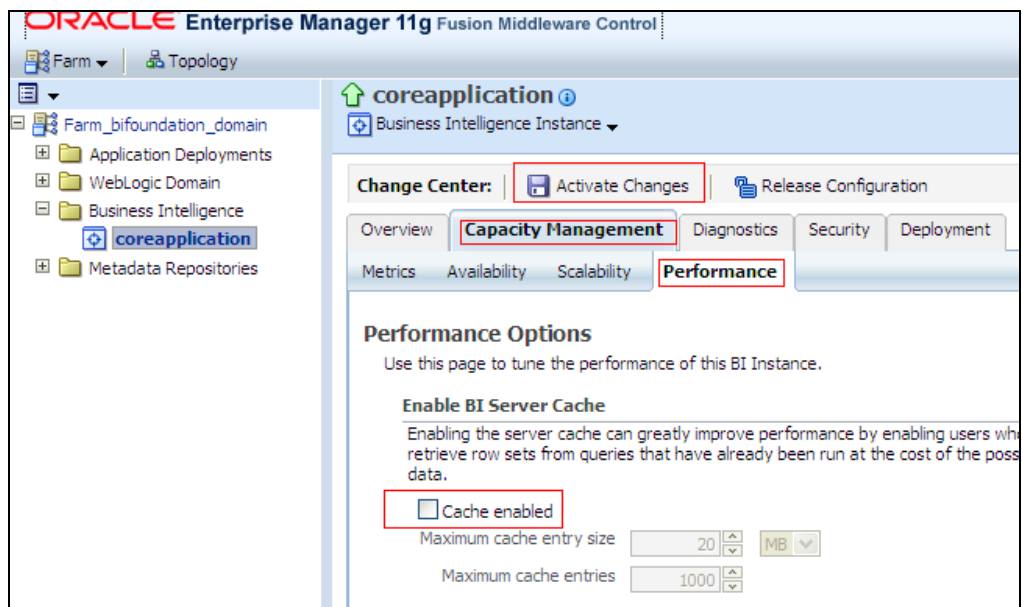 ORACLE Enterprise Manager 11g Fusion Middleware Control
Farm Topology
Farm_bifoundation_domain
Application Deployments
WebLogic Domain
Business Intelligence
coreapplication
Metadata Repositories
coreapplication
Business Intelligence Instance
Change Center: Activate Changes Release Configuration
Overview Capacity Management Diagnostics Security Deployment
Metrics Availability Scalability Performance
Performance Options
Use this page to tune the performance of this BI Instance.
Enable BI Server Cache
Enabling the server cache can greatly improve performance by enabling users
retrieve row sets from queries that have already been run at the cost of the
data.
Cache enabled
Maximum cache entry size 20 MB
Maximum cache entries 1000